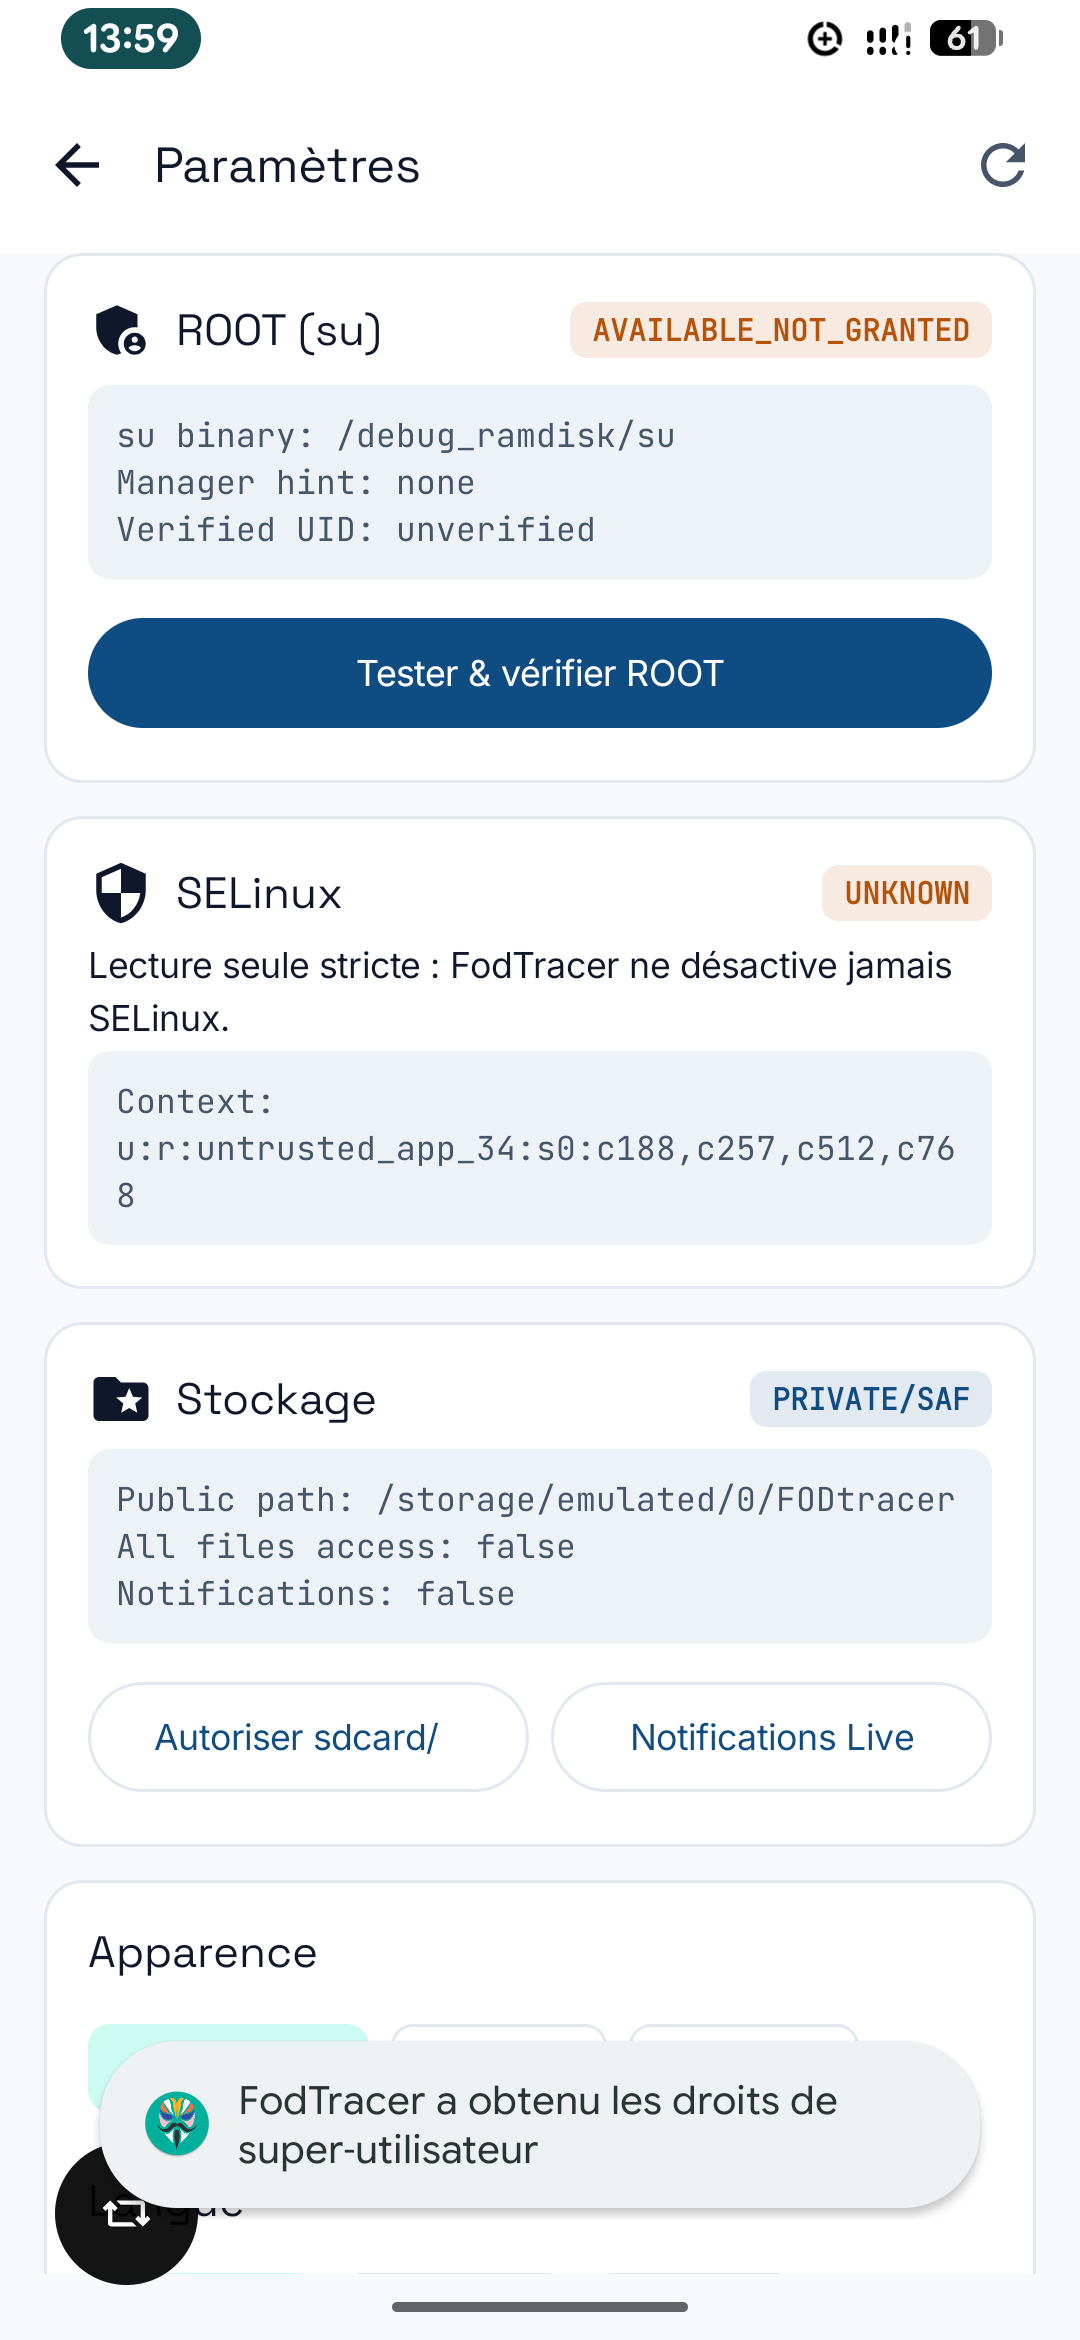 13:59
61
Paramètres
ROOT (su)
AVAILABLE_NOT_GRANTED
su binary: /debug_ramdisk/su
Manager hint: none
Verified UID: unverified
Tester & vérifier ROOT
SELinux
UNKNOWN
Lecture seule stricte : FodTracer ne désactive jamais
SELinux.
Context:
u:r:untrusted_app_34:s0:c188,c257,c512,c76
8
Stockage
PRIVATE/SAF
Public path: /storage/emulated/0/FODtracer
All files access: false
Notifications: false
Autoriser sdcard/
Notifications Live
Apparence
FodTracer a obtenu les droits de
super-utilisateur
Langue